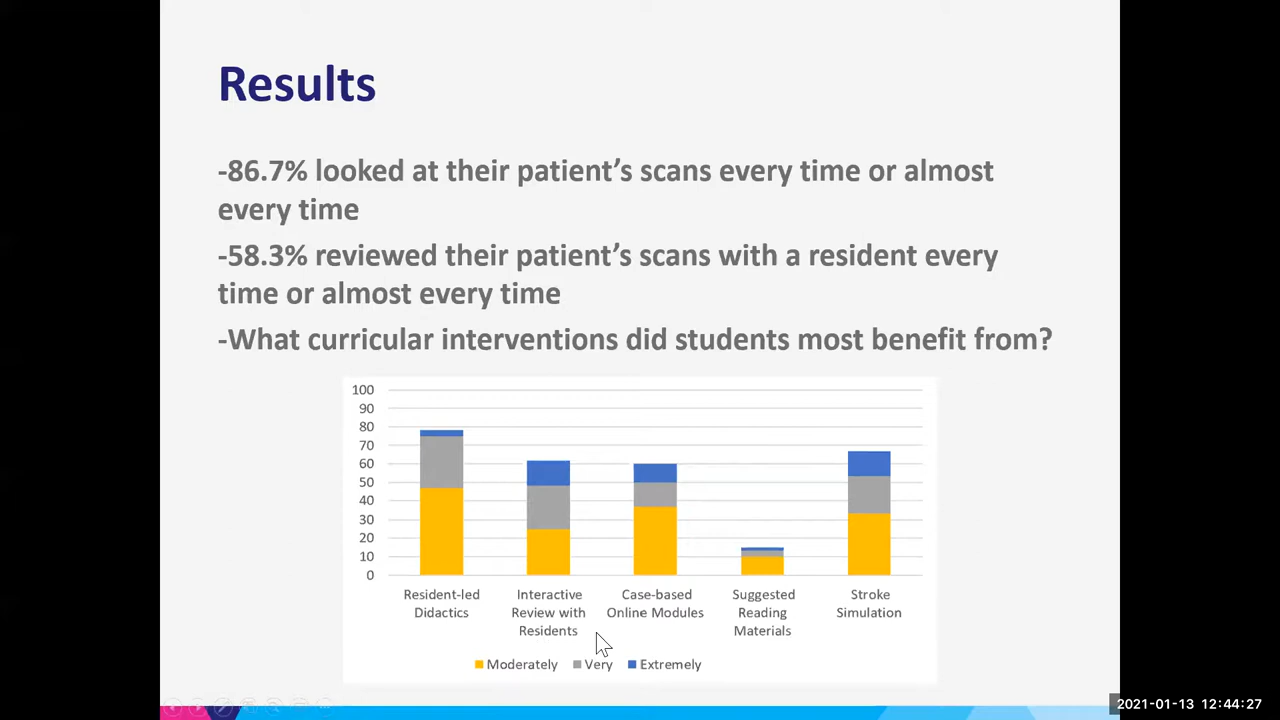 Results
-86.7% looked at their patient’s scans every time or almost
every time
-58.3% reviewed their patient’s scans with a resident every
time or almost every time
-What curricular interventions did students most benefit from?
100
90
80
70
60
50
40
30
20
10
0
Resident-led
Didactics
Interactive
Review with
Residents
Case-based
Online Modules
Suggested
Reading
Materials
Stroke
Simulation
Moderately Very Extremely
2021-01-13 12:44:27